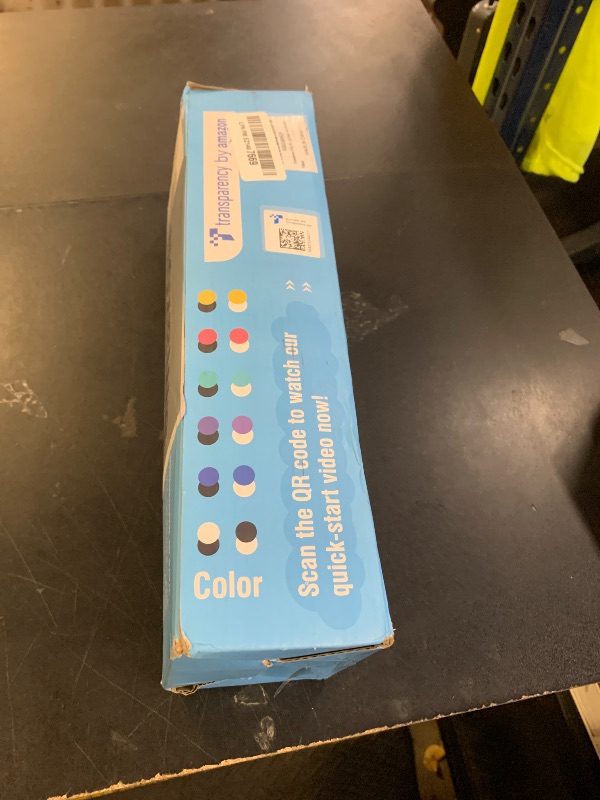 transparency by amazon
Color
Scan the QR code to watch our
quick-start video now!